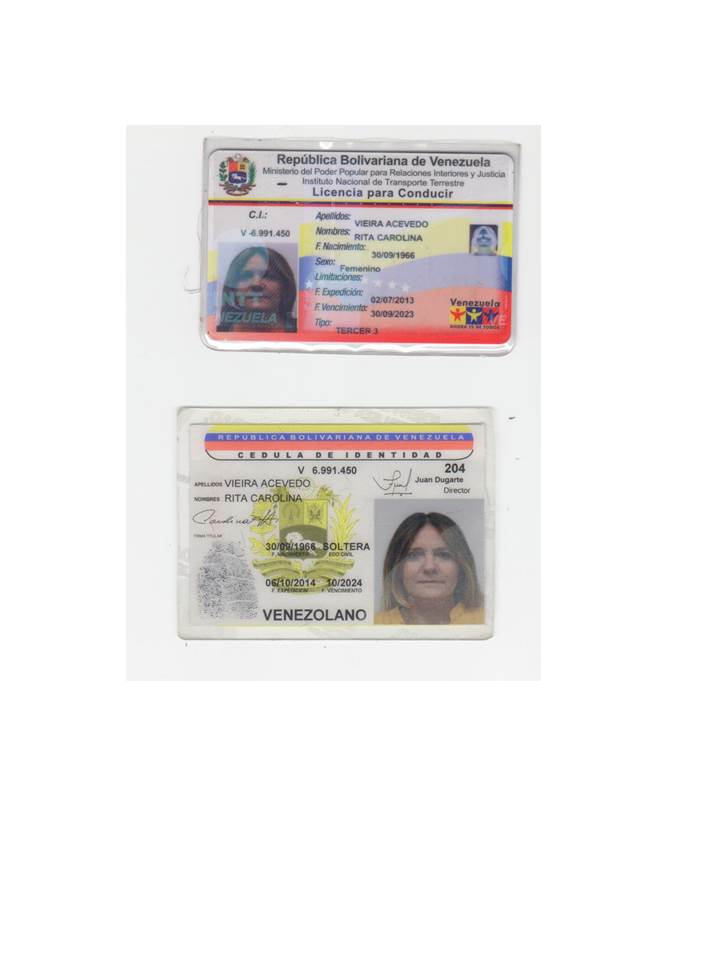 República Bolivariana de Venezuela
Ministerio del Poder Popular para Relaciones Interiores y Justicia
Instituto Nacional de Transporte Terrestre
Licencia para Conducir
C.I.:
V -6.991.450
Apellidos:
VIEIRA ACEVEDO
Nombres:
RITA CAROLINA
F. Nacimiento:
30/09/1966
Sexo:
Femenino
Limitaciones:
F. Expedición:
02/07/2013
F. Vencimiento:
30/09/2023
Tipo:
TERCER 3
INTT
VENEZUELA
Venezuela
AHORA ES DE TODOS
REPUBLICA BOLIVARIANA DE VENEZUELA
CEDULA DE IDENTIDAD
V 6.991.450
204
Juan Dugarte
Director
APELLIDOS VIEIRA ACEVEDO
NOMBRES RITA CAROLINA
FIRMA TITULAR
30/09/1966 SOLTERA
F. NACIMIENTO EDO CIVIL
06/10/2014 10/2024
F. EXPEDICION F. VENCIMIENTO
VENEZOLANO